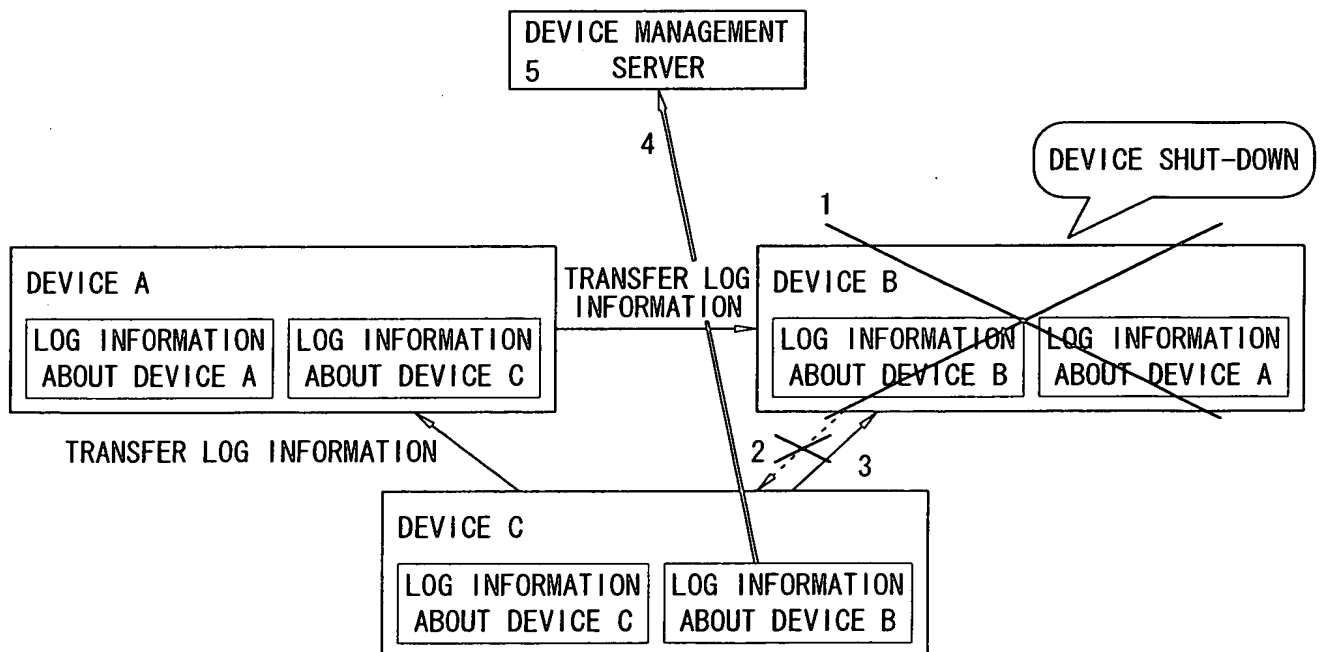 DEVICE MANAGEMENT
5 SERVER
4
DEVICE SHUT-DOWN
1
DEVICE A
LOG INFORMATION
ABOUT DEVICE A
LOG INFORMATION
ABOUT DEVICE C
TRANSFER LOG
INFORMATION
DEVICE B
LOG INFORMATION
ABOUT DEVICE B
LOG INFORMATION
ABOUT DEVICE A
TRANSFER LOG INFORMATION
2
3
DEVICE C
LOG INFORMATION
ABOUT DEVICE C
LOG INFORMATION
ABOUT DEVICE B